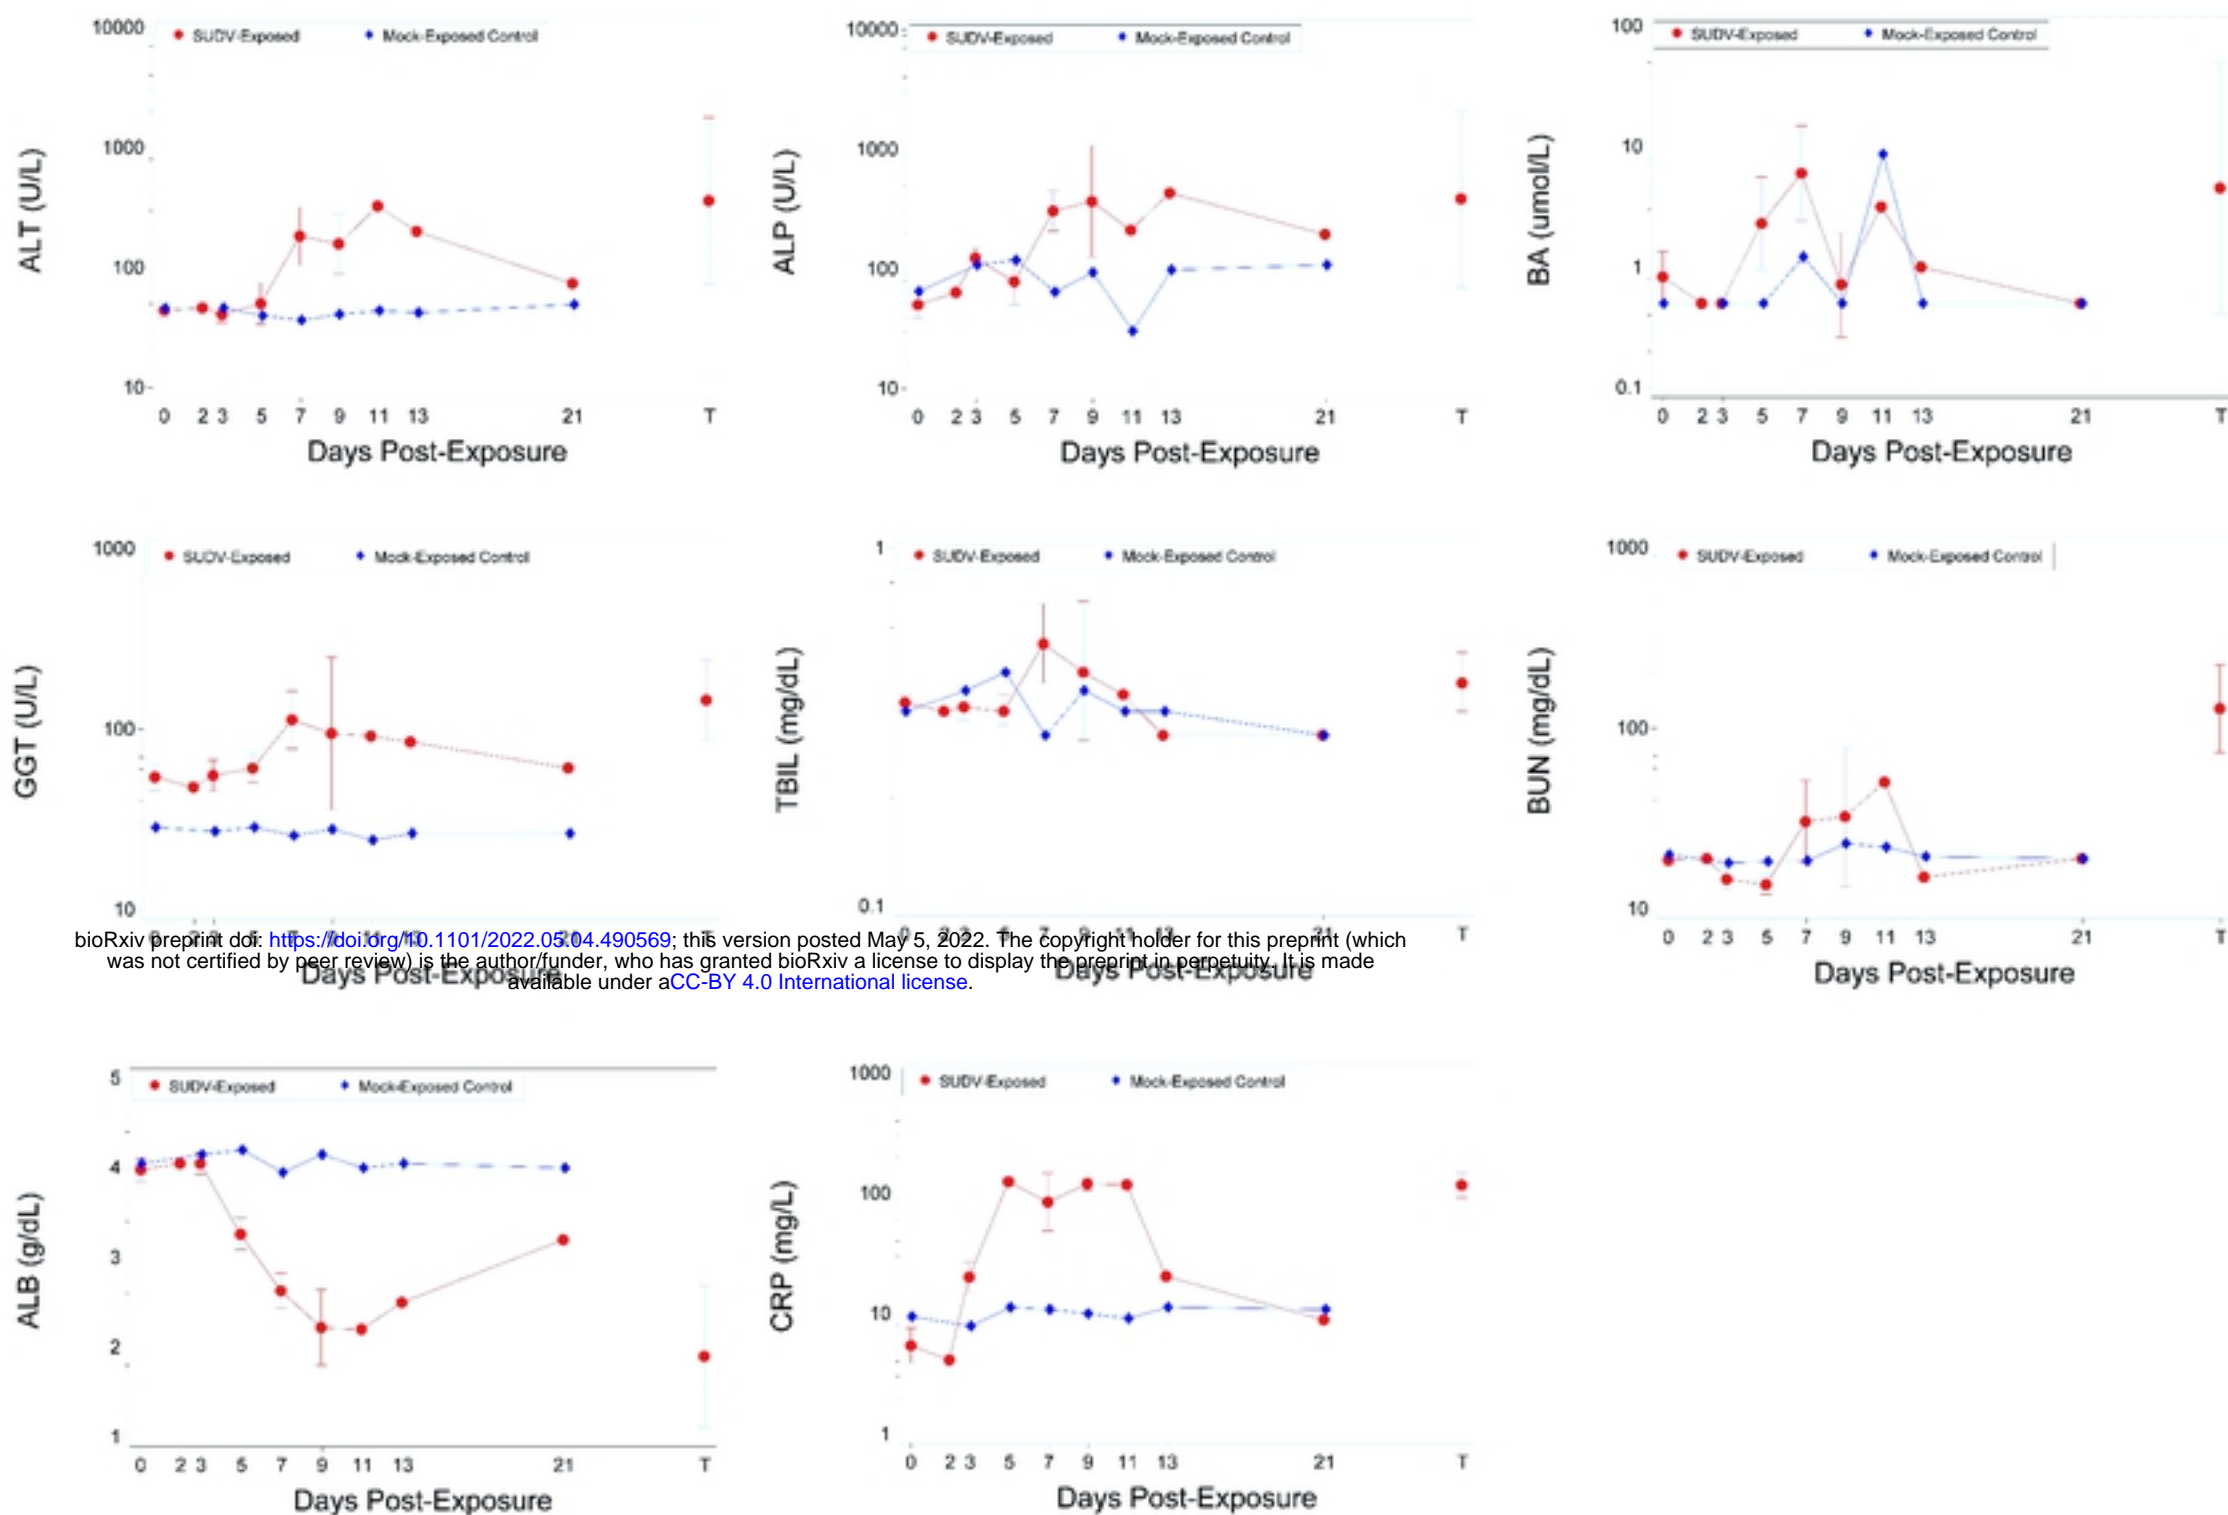 10000
SUDV-Exposed Mock-Exposed Control
1000
100
10
ALT (U/L)
0 2 3 5 7 9 11 13 21 T
Days Post-Exposure
10000
SUDV-Exposed Mock-Exposed Control
1000
100
10
ALP (U/L)
0 2 3 5 7 9 11 13 21 T
Days Post-Exposure
100
SUDV-Exposed Mock-Exposed Control
10
1
0.1
BA (umol/L)
0 2 3 5 7 9 11 13 21 T
Days Post-Exposure
1000
SUDV-Exposed Mock-Exposed Control
100
10
GGT (U/L)
Days Post-Exposure
1
SUDV-Exposed Mock-Exposed Control
0.1
TBIL (mg/dL)
Days Post-Exposure
1000
SUDV-Exposed Mock-Exposed Control
100
10
BUN (mg/dL)
0 2 3 5 7 9 11 13 21 T
Days Post-Exposure
bioRxiv preprint doi: https://doi.org/10.1101/2022.05.04.490569; this version posted May 5, 2022. The copyright holder for this preprint (which
was not certified by peer review) is the author/funder, who has granted bioRxiv a license to display the preprint in perpetuity. It is made
available under aCC-BY 4.0 International license.
5
SUDV-Exposed Mock-Exposed Control
4
3
2
1
ALB (g/dL)
0 2 3 5 7 9 11 13 21 T
Days Post-Exposure
1000
SUDV-Exposed Mock-Exposed Control
100
10
1
CRP (mg/L)
0 2 3 5 7 9 11 13 21 T
Days Post-Exposure